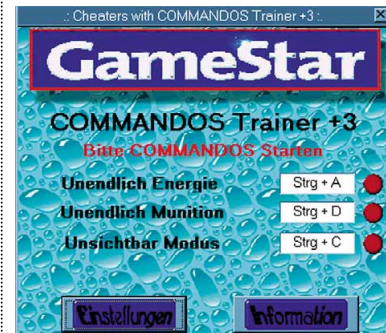 .: Cheaters with COMMANDOS Trainer +3 :.
GameStar
COMMANDOS Trainer +3
Bitte COMMANDOS Starten
Unendlich Energie Strg + A
Unendlich Munition Strg + D
Unsichtbar Modus Strg + C
Einstellungen Information